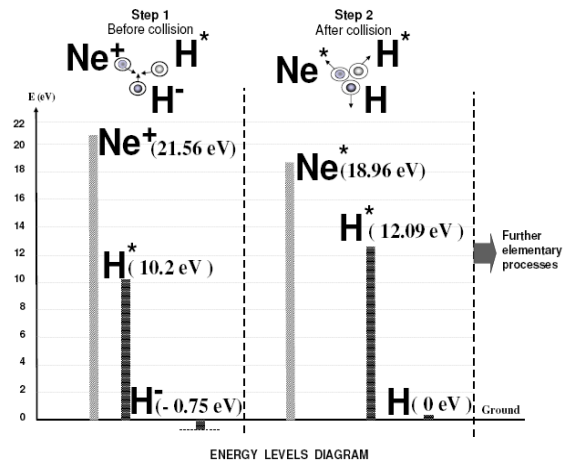 Step 1
Before collision
Step 2
After collision
Ne+ H*
H-
Ne* H*
H
E (eV)
22
20
18
16
14
12
10
8
6
4
2
0
Ne+ (21.56 eV)
H* ( 10.2 eV )
H- (- 0.75 eV)
Ne* (18.96 eV)
H* ( 12.09 eV )
H ( 0 eV )
Ground
Further
elementary
processes
ENERGY LEVELS DIAGRAM